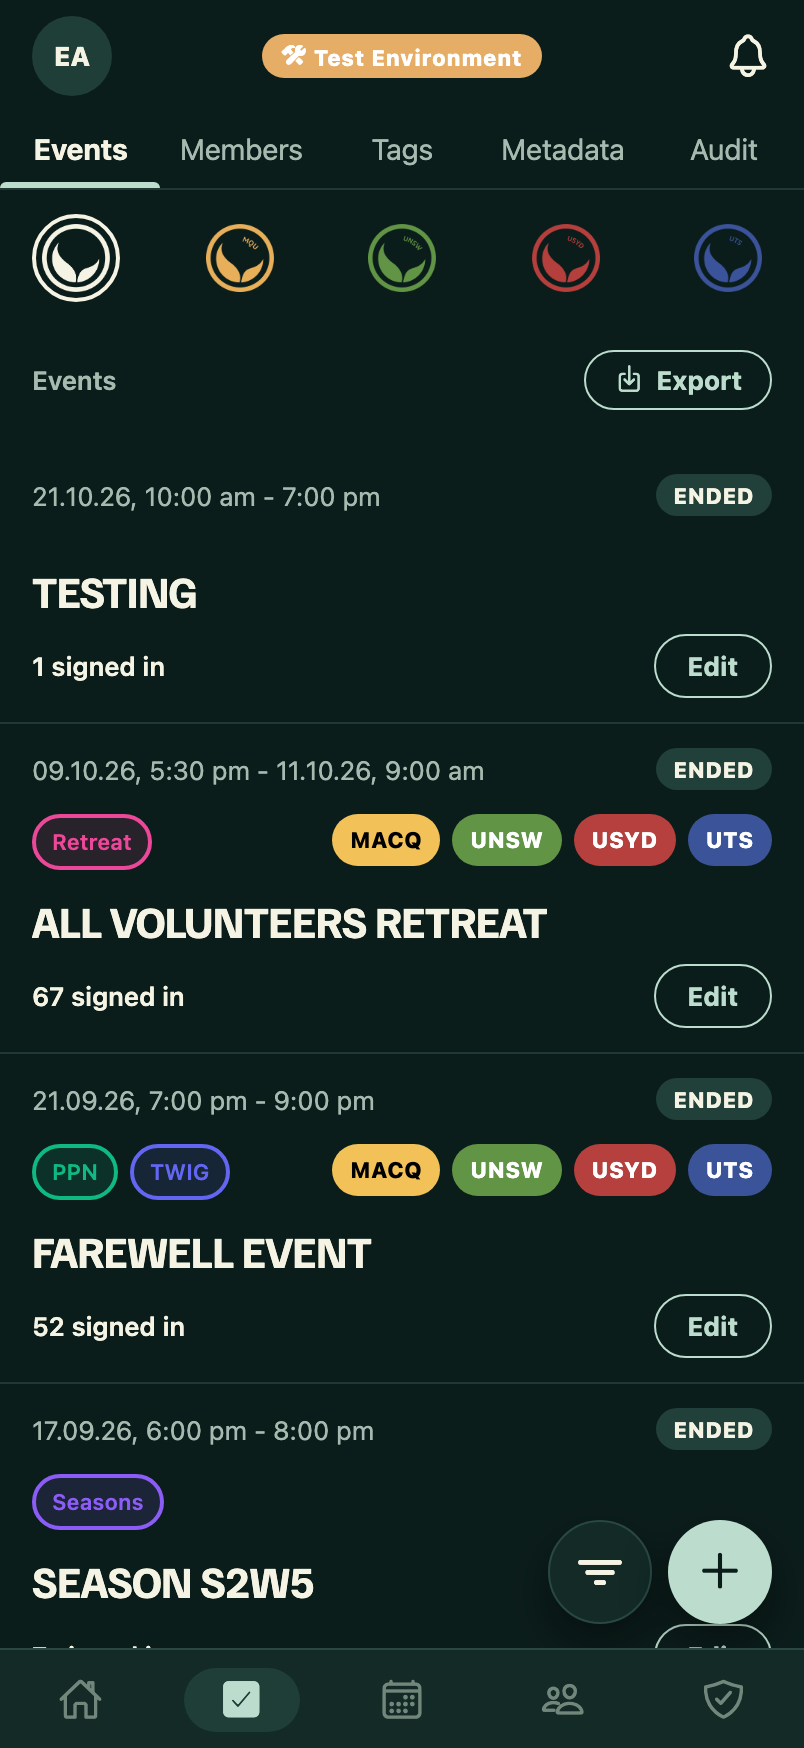 EA
🛠 Test Environment
Events Members Tags Metadata Audit
MQU UNSW USYD UTS
Events Export
21.10.26, 10:00 am - 7:00 pm ENDED
TESTING
1 signed in Edit
09.10.26, 5:30 pm - 11.10.26, 9:00 am ENDED
Retreat MACQ UNSW USYD UTS
ALL VOLUNTEERS RETREAT
67 signed in Edit
21.09.26, 7:00 pm - 9:00 pm ENDED
PPN TWIG MACQ UNSW USYD UTS
FAREWELL EVENT
52 signed in Edit
17.09.26, 6:00 pm - 8:00 pm ENDED
Seasons
SEASON S2W5